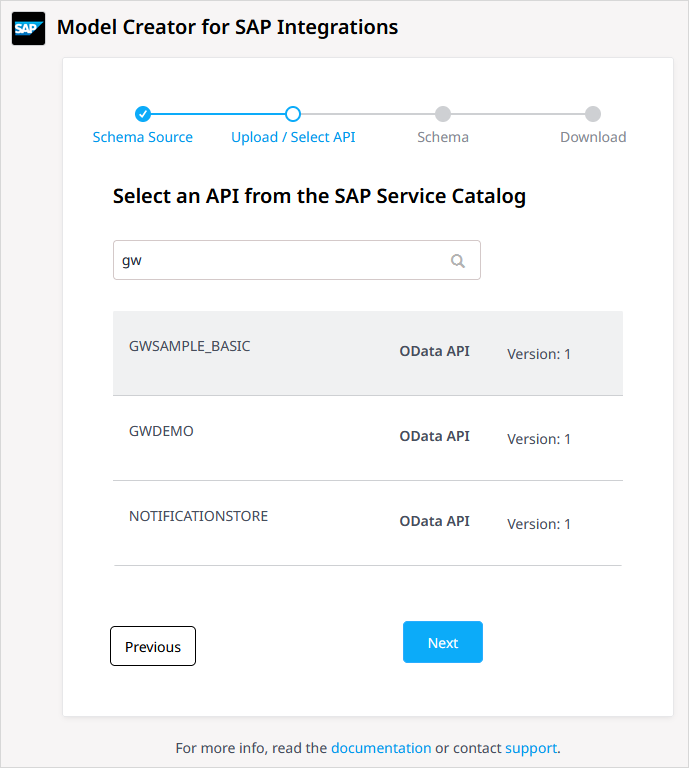 SAP
Model Creator for SAP Integrations
Schema Source
Upload / Select API
Schema
Download
Select an API from the SAP Service Catalog
gw
GWSAMPLE_BASIC
OData API
Version: 1
GWDEMO
OData API
Version: 1
NOTIFICATIONSTORE
OData API
Version: 1
Previous
Next
For more info, read the documentation or contact support.